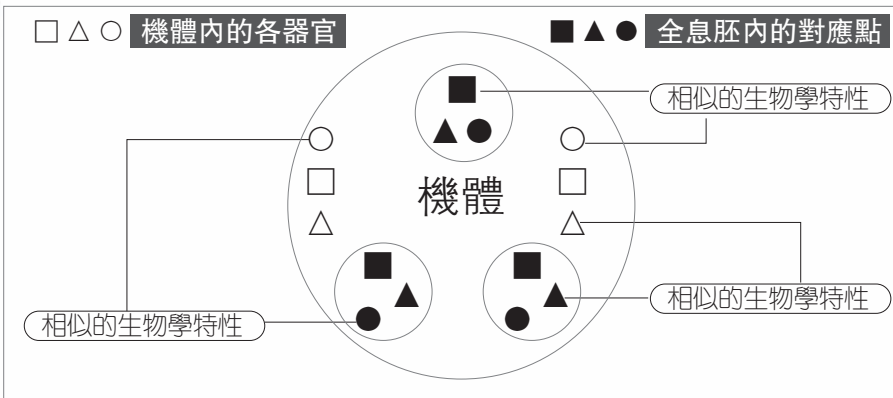 □ △ ○ 機體內的各器官
■ ▲ ● 全息胚內的對應點
相似的生物學特性
機體
相似的生物學特性
相似的生物學特性